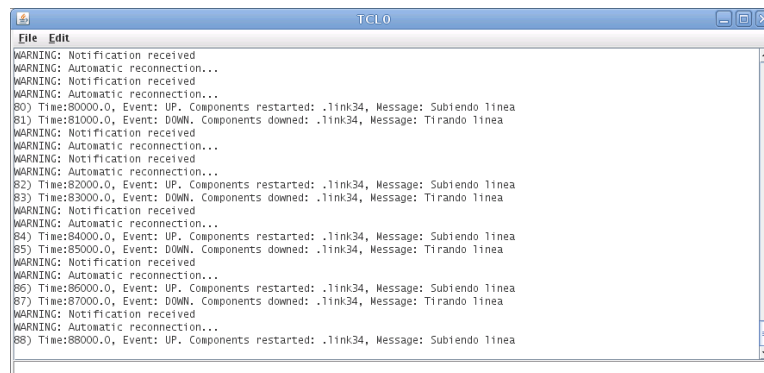 TCL0
File Edit
WARNING: Notification received
WARNING: Automatic reconnection...
WARNING: Notification received
WARNING: Automatic reconnection...
80) Time:80000.0, Event: UP. Components restarted: .link34, Message: Subiendo linea
81) Time:81000.0, Event: DOWN. Components downed: .link34, Message: Tirando linea
WARNING: Notification received
WARNING: Automatic reconnection...
WARNING: Notification received
WARNING: Automatic reconnection...
82) Time:82000.0, Event: UP. Components restarted: .link34, Message: Subiendo linea
83) Time:83000.0, Event: DOWN. Components downed: .link34, Message: Tirando linea
WARNING: Notification received
WARNING: Automatic reconnection...
84) Time:84000.0, Event: UP. Components restarted: .link34, Message: Subiendo linea
85) Time:85000.0, Event: DOWN. Components downed: .link34, Message: Tirando linea
WARNING: Notification received
WARNING: Automatic reconnection...
86) Time:86000.0, Event: UP. Components restarted: .link34, Message: Subiendo linea
87) Time:87000.0, Event: DOWN. Components downed: .link34, Message: Tirando linea
WARNING: Notification received
WARNING: Automatic reconnection...
88) Time:88000.0, Event: UP. Components restarted: .link34, Message: Subiendo linea